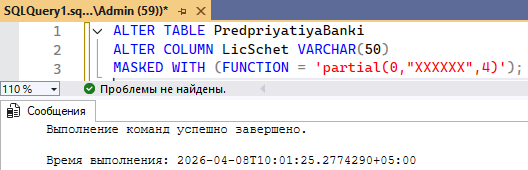 SQLQuery1.sq...\Admin (59))*
1 ALTER TABLE PredpriyatiyaBanki
2 ALTER COLUMN LicSchet VARCHAR(50)
3 MASKED WITH (FUNCTION = 'partial(0,"XXXXXX",4)');
110 % Проблемы не найдены.
Сообщения
Выполнение команд успешно завершено.
Время выполнения: 2026-04-08T10:01:25.2774290+05:00